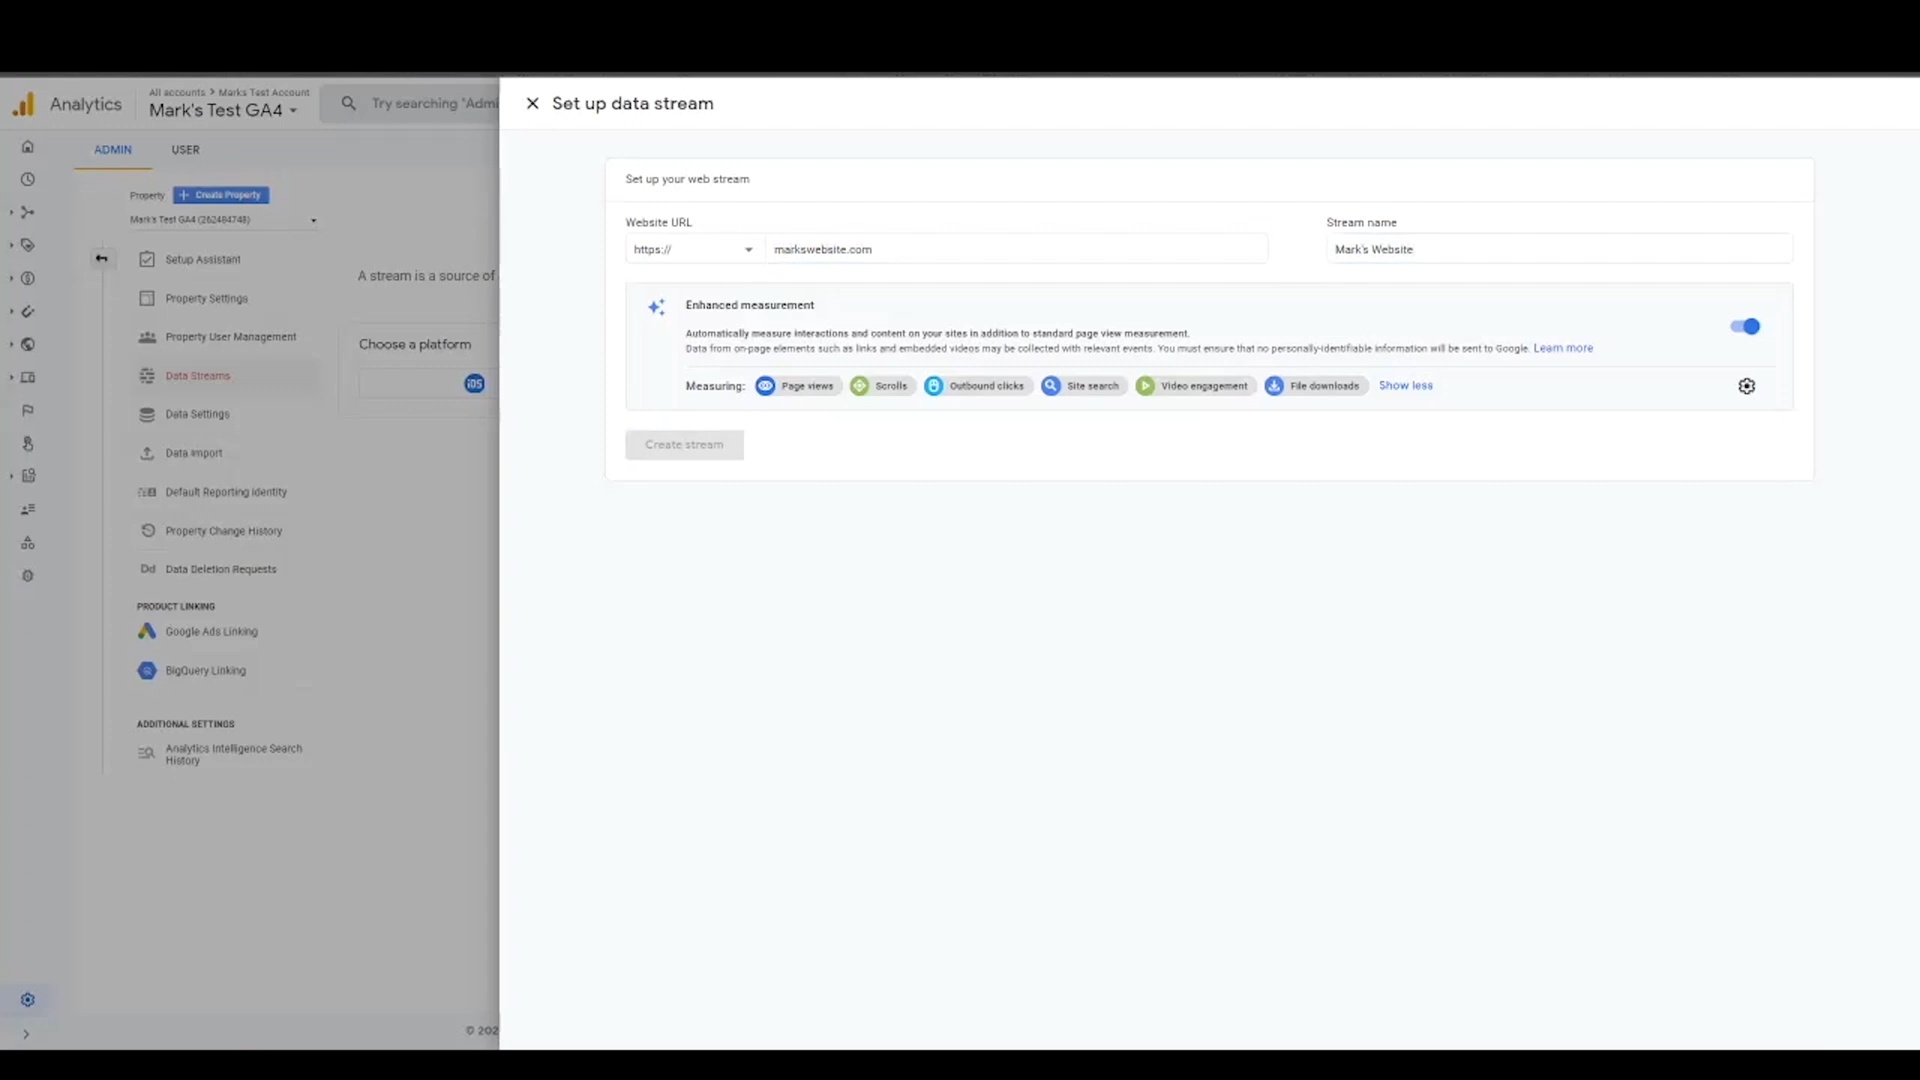 Analytics
All accounts > Marks Test Account
Mark's Test GA4
Try searching "Admi
ADMIN
USER
Property
+ Create Property
Mark's Test GA4 (262484748)
Setup Assistant
Property Settings
Property User Management
Data Streams
Data Settings
Data Import
Default Reporting Identity
Property Change History
Dd Data Deletion Requests
PRODUCT LINKING
Google Ads Linking
BigQuery Linking
ADDITIONAL SETTINGS
Analytics Intelligence Search
History
A stream is a source of
Choose a platform
iOS
© 202
Set up data stream
Set up your web stream
Website URL
Stream name
https://
markswebsite.com
Mark's Website
Enhanced measurement
Automatically measure interactions and content on your sites in addition to standard page view measurement.
Data from on-page elements such as links and embedded videos may be collected with relevant events. You must ensure that no personally-identifiable information will be sent to Google. Learn more
Measuring: Page views Scrolls Outbound clicks Site search Video engagement File downloads Show less
Create stream